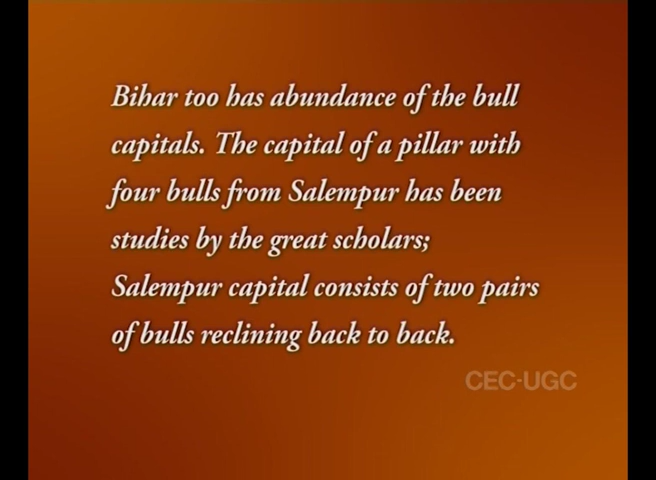 Bihar too has abundance of the bull
capitals. The capital of a pillar with
four bulls from Salempur has been
studies by the great scholars;
Salempur capital consists of two pairs
of bulls reclining back to back.
CEC-UGC